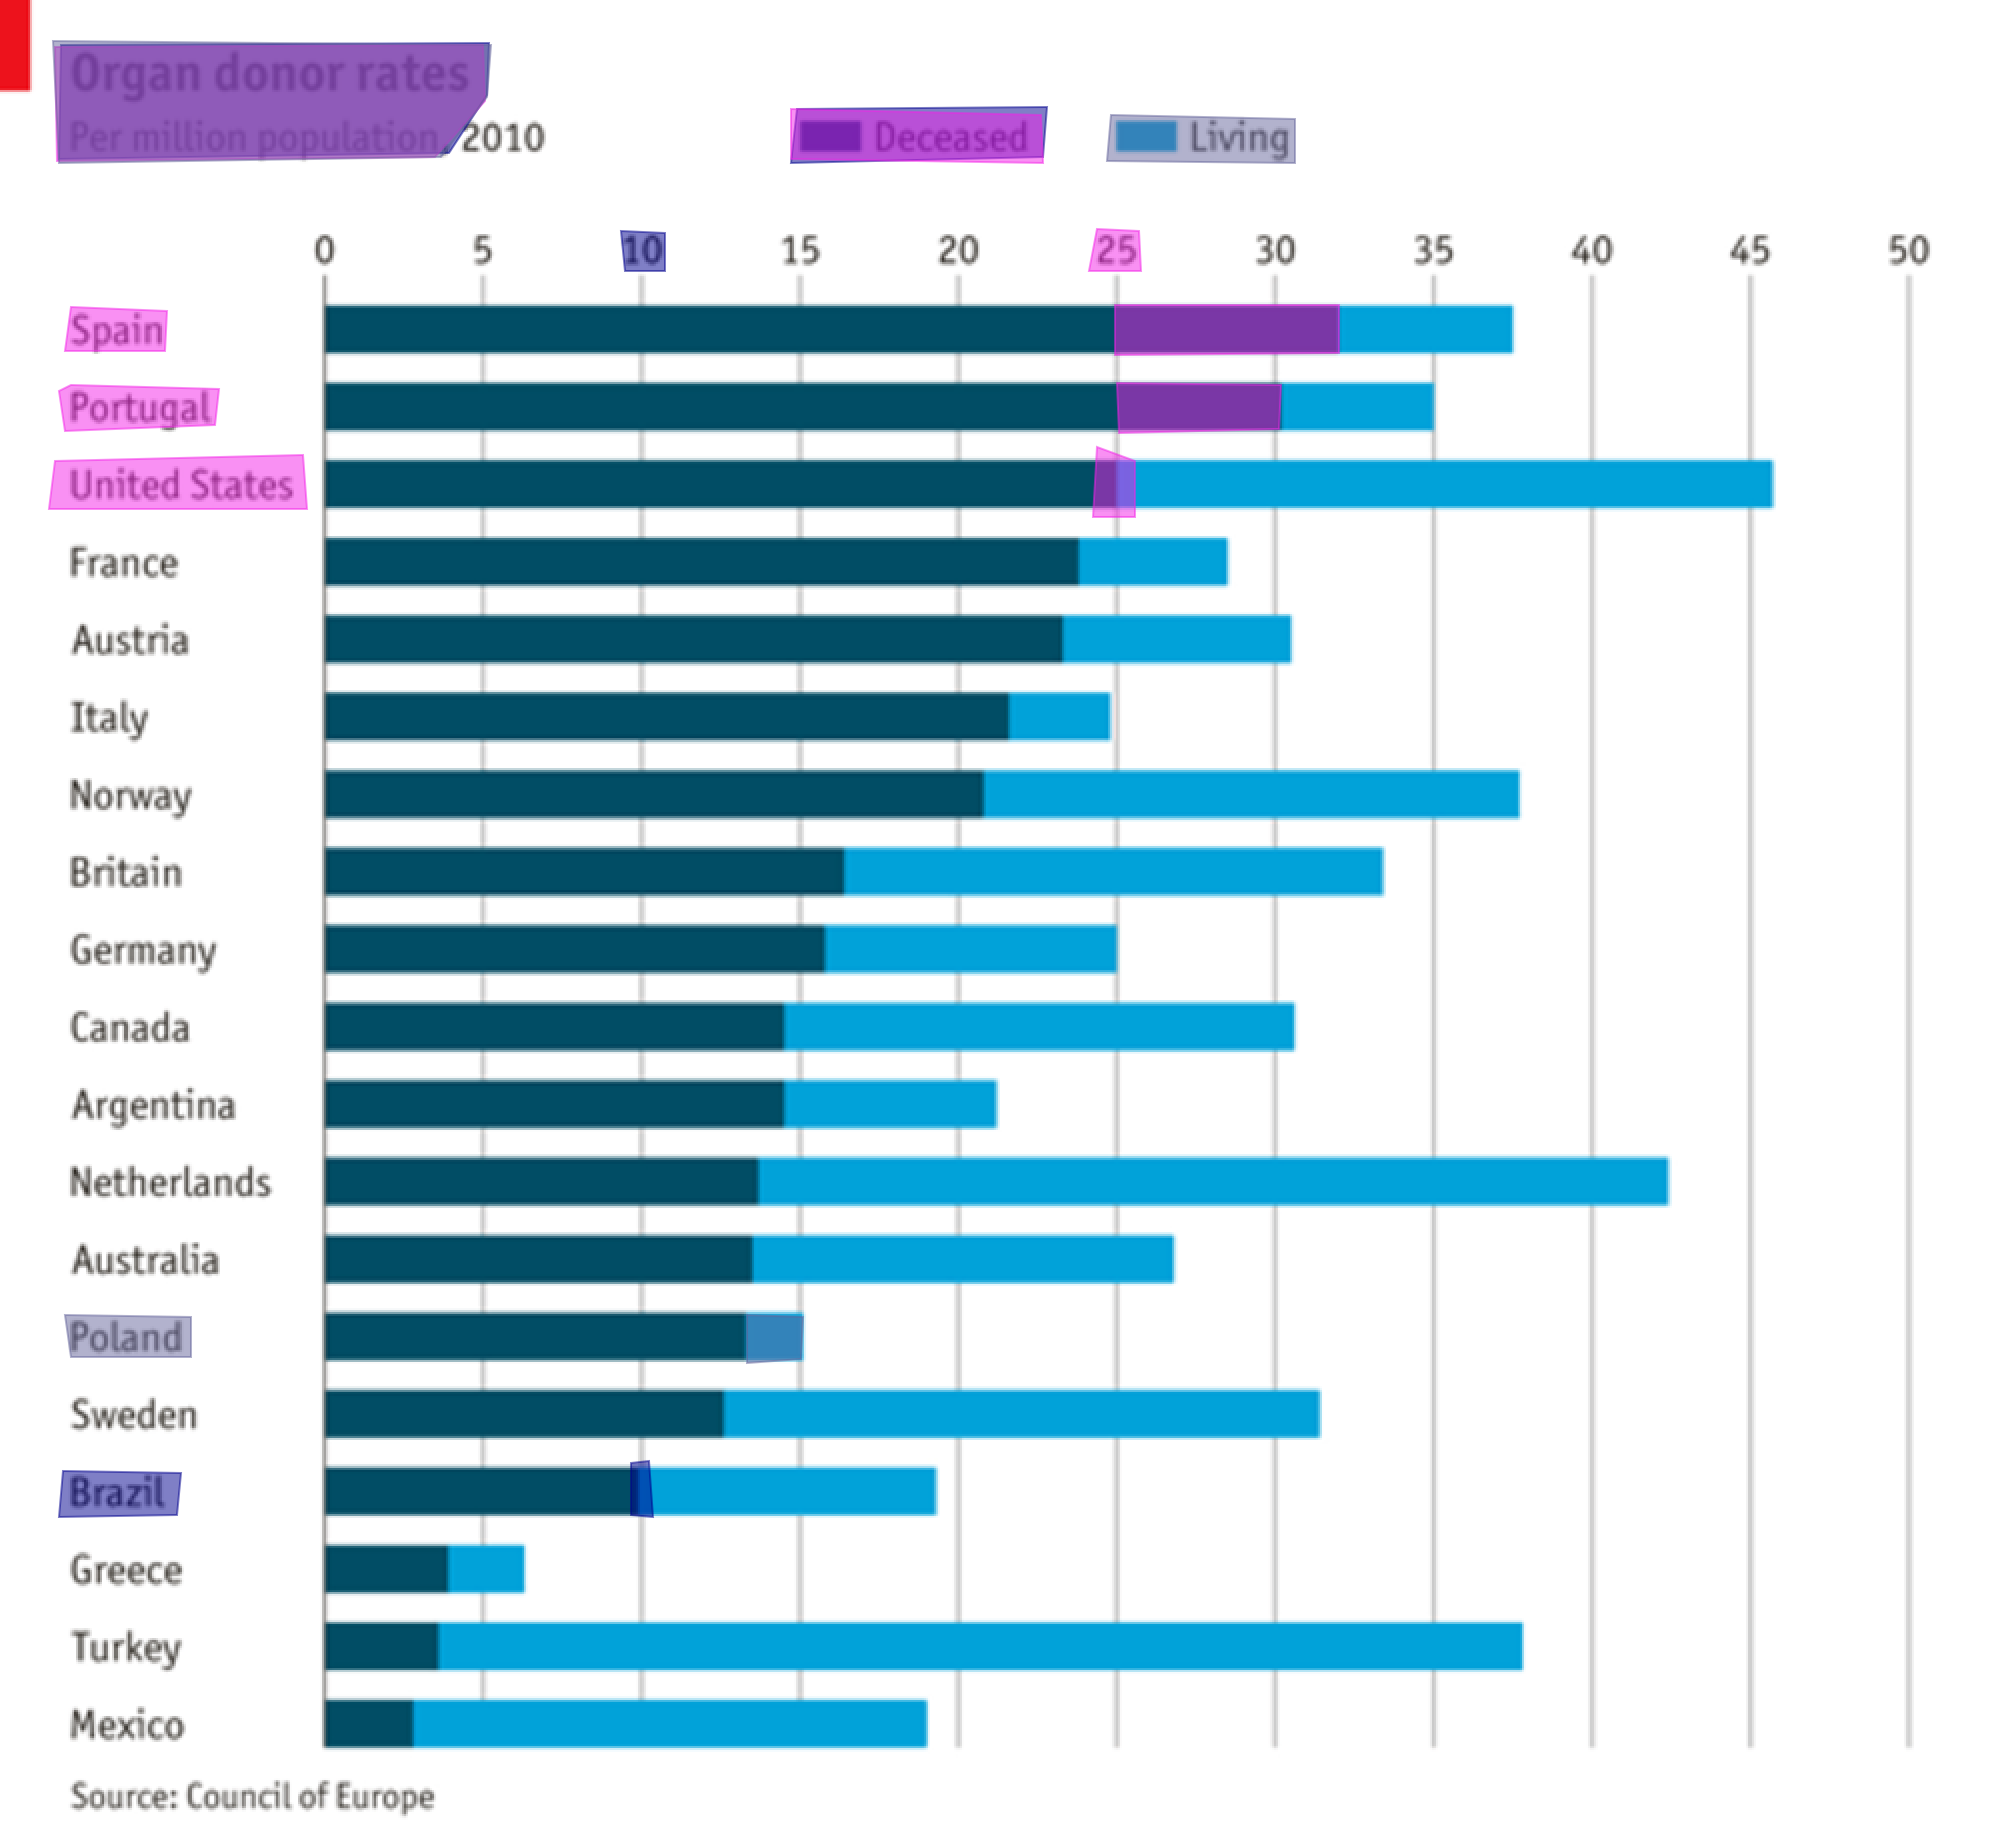 Organ donor rates
Per million population, 2010
Deceased Living
0 5 10 15 20 25 30 35 40 45 50
Spain
Portugal
United States
France
Austria
Italy
Norway
Britain
Germany
Canada
Argentina
Netherlands
Australia
Poland
Sweden
Brazil
Greece
Turkey
Mexico
Source: Council of Europe